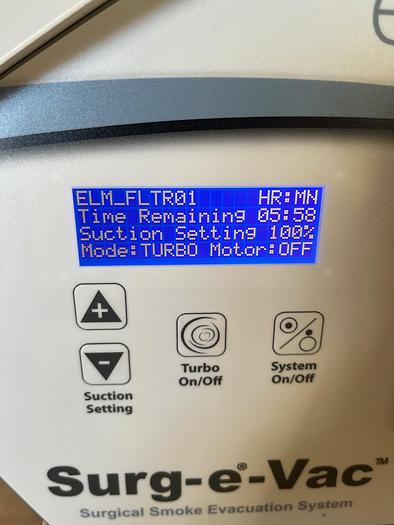 ELM_FLTR01 HR:MN
Time Remaining 05:58
Suction Setting 100%
Mode:TURBO Motor:OFF
+
-
Suction
Setting
Turbo
On/Off
System
On/Off
Surg-e®-Vac™
Surgical Smoke Evacuation System